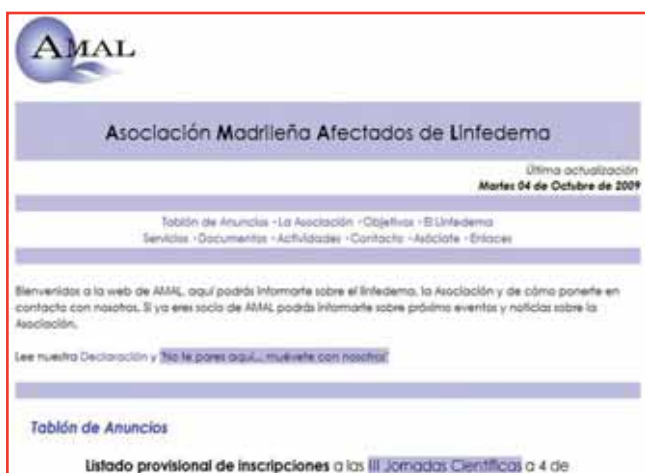 AMAL
Asociación Madrileña Afectados de Linfedema
Última actualización
Martes 04 de Octubre de 2009
Tablón de Anuncios - La Asociación - Objetivos - El Linfedema
Servicios - Documentos - Actividades - Contacto - Asóciate - Enlaces
Bienvenidos a la web de AMAL, aquí podrás informarte sobre el linfedema, la Asociación y de cómo ponerte en
contacto con nosotros. Si ya eres socio de AMAL podrás informarte sobre próximo eventos y noticias sobre la
Asociación.
Lee nuestra Declaración y "No te pares aquí... muévete con nosotros"
Tablón de Anuncios
Listado provisional de inscripciones a las III Jornadas Científicas a 4 de